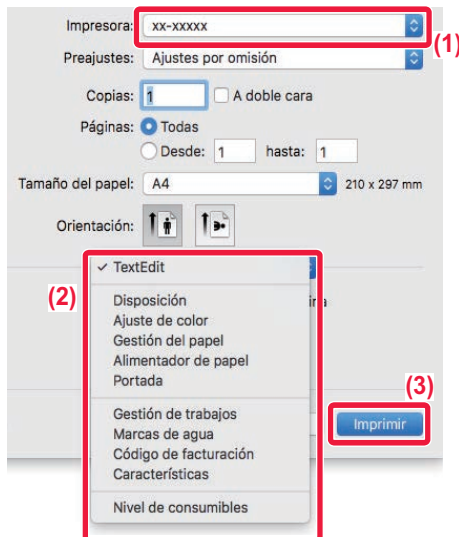 Impresora: xx-xxxxx
(1)
Preajustes: Ajustes por omisión
Copias: 1 A doble cara
Páginas: Todas
Desde: 1 hasta: 1
Tamaño del papel: A4 210 x 297 mm
Orientación:
✓ TextEdit
(2)
Disposición
Ajuste de color
Gestión del papel
Alimentador de papel
Portada
(3)
Gestión de trabajos
Imprimir
Marcas de agua
Código de facturación
Características
Nivel de consumibles